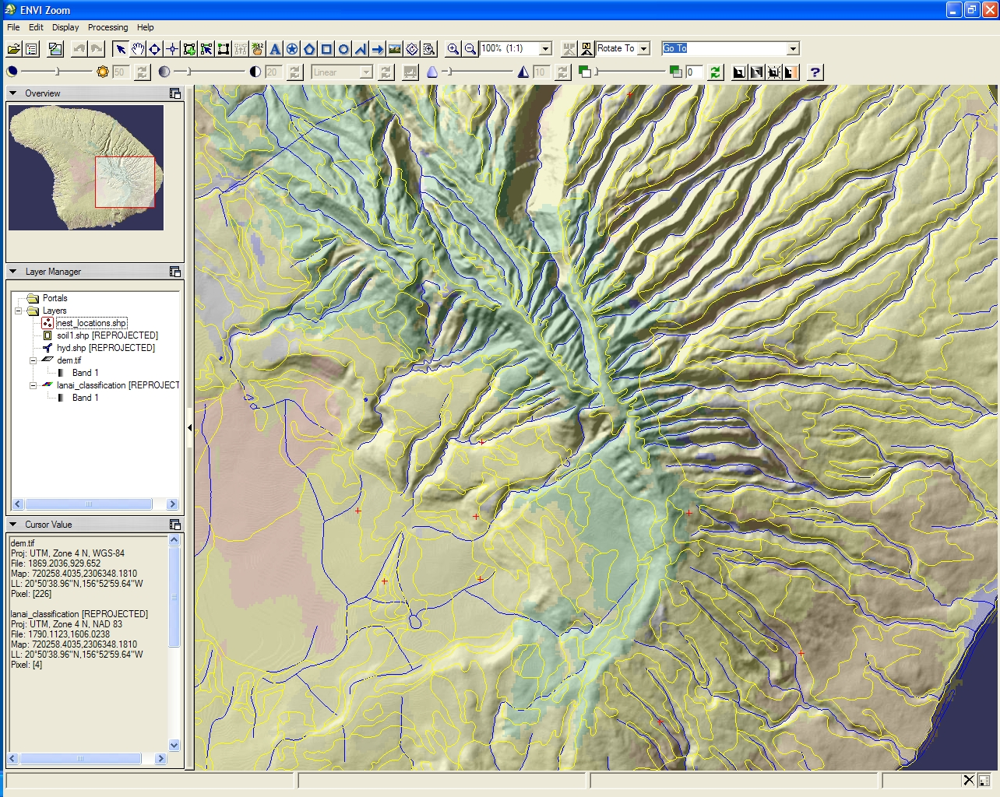 ENVI Zoom
File Edit Display Processing Help
100% (1:1) Rotate To Go To
50 20 Linear 10 0 ?
Overview
Layer Manager
Portals
Layers
nest_locations.shp
soil1.shp [REPROJECTED]
hyd.shp [REPROJECTED]
dem.tif
Band 1
lanai_classification [REPROJECT
Band 1
Cursor Value
dem.tif
Proj: UTM, Zone 4 N, WGS-84
File: 1869.2036,929.652
Map: 720258.4035,2306348.1810
LL: 20°50'38.96"N,156°52'59.64"W
Pixel: [226]
lanai_classification [REPROJECTED]
Proj: UTM, Zone 4 N, NAD 83
File: 1790.1123,1606.0238
Map: 720258.4035,2306348.1810
LL: 20°50'38.96"N,156°52'59.64"W
Pixel: [4]